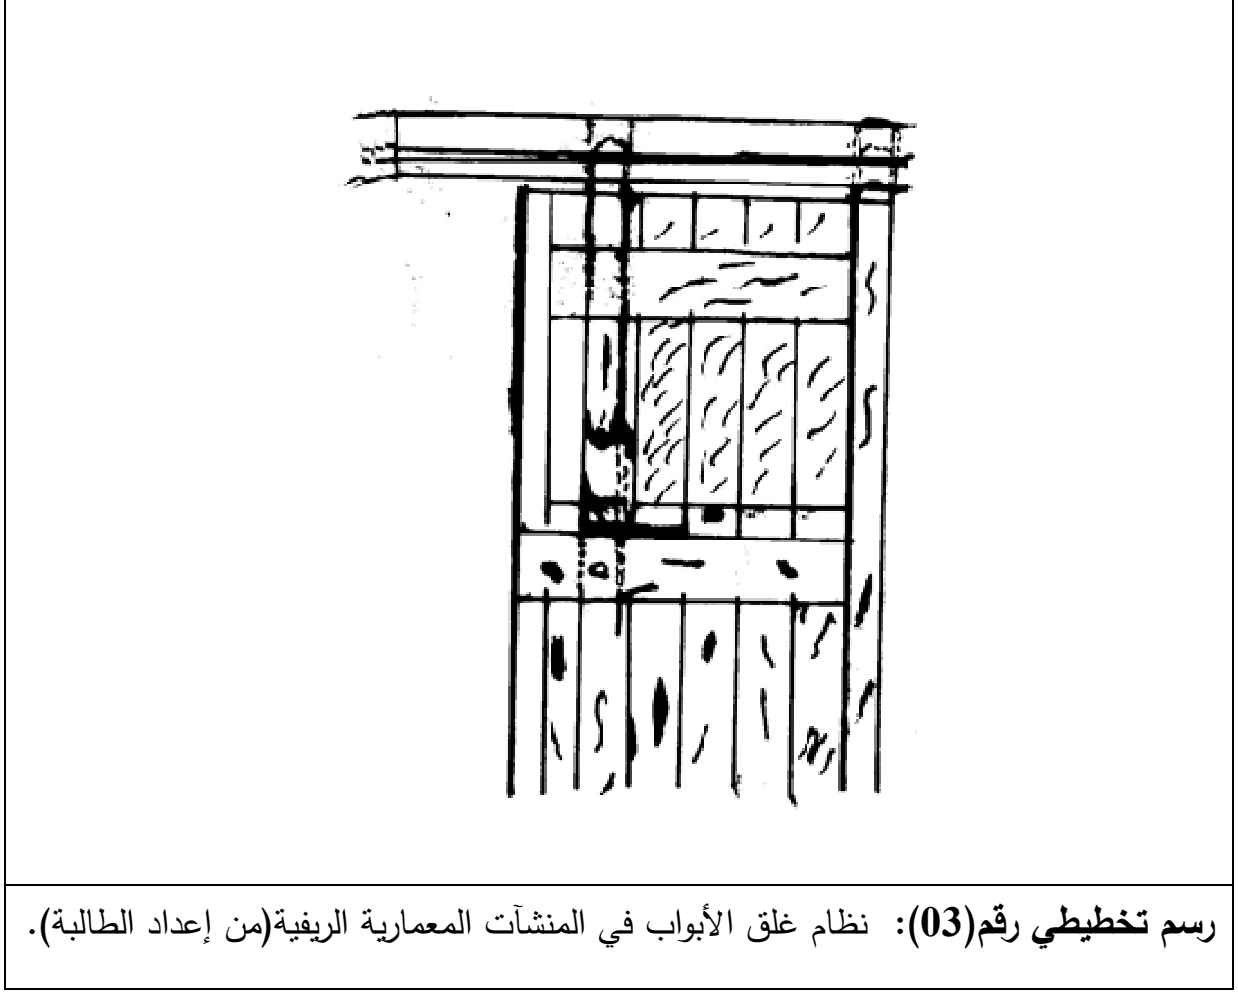 رسم تخطيطي رقم(03): نظام غلق الأبواب في المنشآت المعمارية الريفية(من إعداد الطالبة).